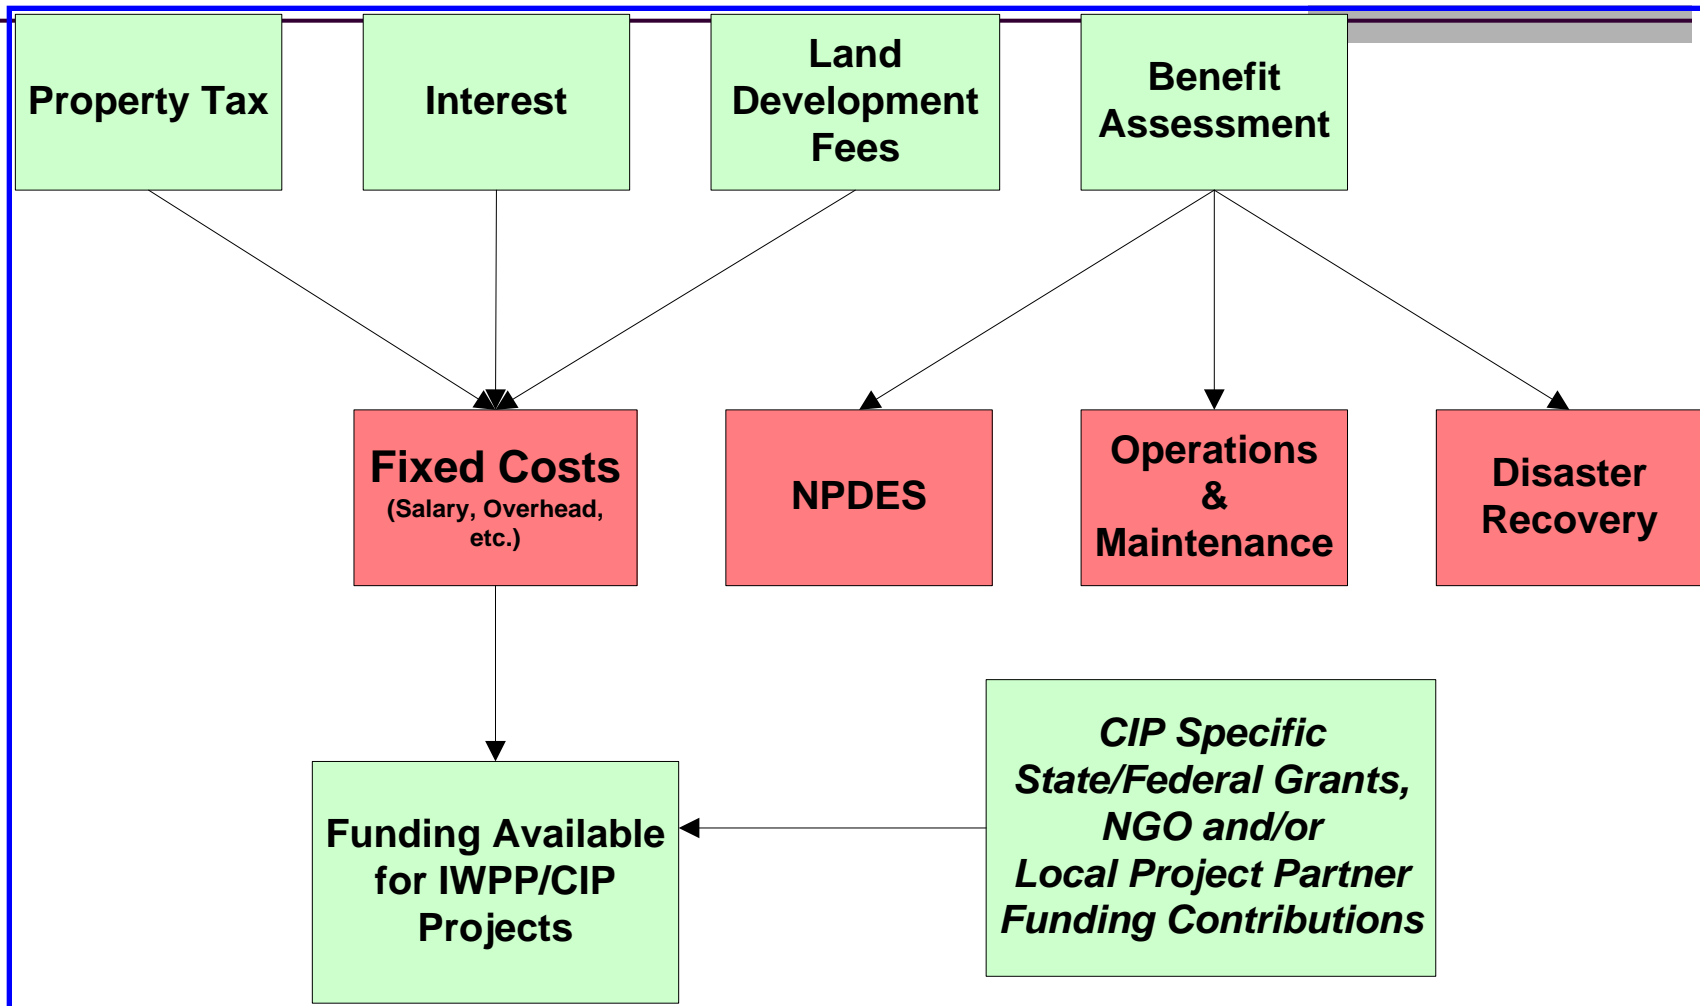 Property Tax
Interest
Land
Development
Fees
Benefit
Assessment
Fixed Costs
(Salary, Overhead,
etc.)
NPDES
Operations
&
Maintenance
Disaster
Recovery
Funding Available
for IWPP/CIP
Projects
CIP Specific
State/Federal Grants,
NGO and/or
Local Project Partner
Funding Contributions